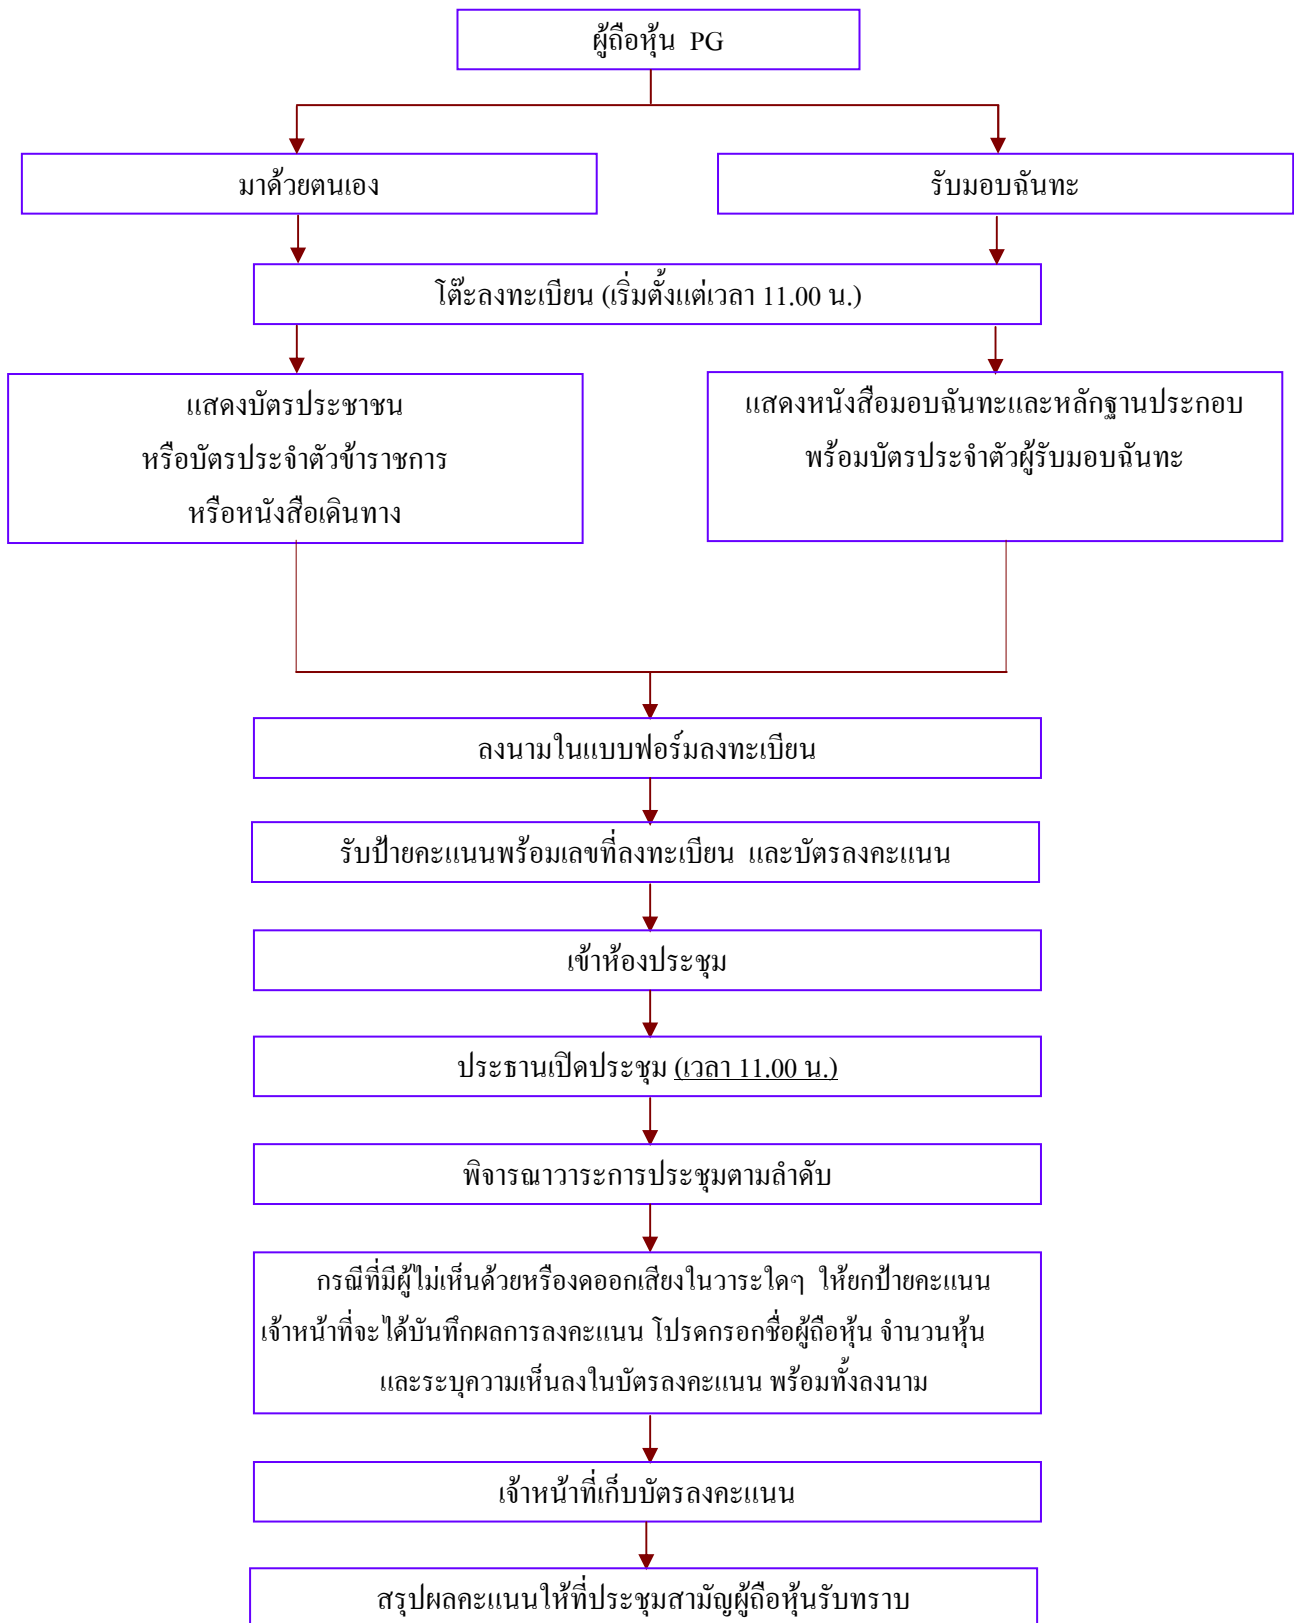 ผู้ถือหุ้น PG
มาด้วยตนเอง
รับมอบฉันทะ
โต๊ะลงทะเบียน (เริ่มตั้งแต่เวลา 11.00 น.)
แสดงบัตรประชาชน
หรือบัตรประจำตัวข้าราชการ
หรือหนังสือเดินทาง
แสดงหนังสือมอบฉันทะและหลักฐานประกอบ
พร้อมบัตรประจำตัวผู้รับมอบฉันทะ
ลงนามในแบบฟอร์มลงทะเบียน
รับป้ายคะแนนพร้อมเลขที่ลงทะเบียน และบัตรลงคะแนน
เข้าห้องประชุม
ประธานเปิดประชุม (เวลา 11.00 น.)
พิจารณาวาระการประชุมตามลำดับ
กรณีที่มีผู้ไม่เห็นด้วยหรืองดออกเสียงในวาระใดๆ ให้ยกป้ายคะแนน
เจ้าหน้าที่จะได้บันทึกผลการลงคะแนน โปรดกรอกชื่อผู้ถือหุ้น จำนวนหุ้น
และระบุความเห็นลงในบัตรลงคะแนน พร้อมทั้งลงนาม
เจ้าหน้าที่เก็บบัตรลงคะแนน
สรุปผลคะแนนให้ที่ประชุมสามัญผู้ถือหุ้นรับทราบ